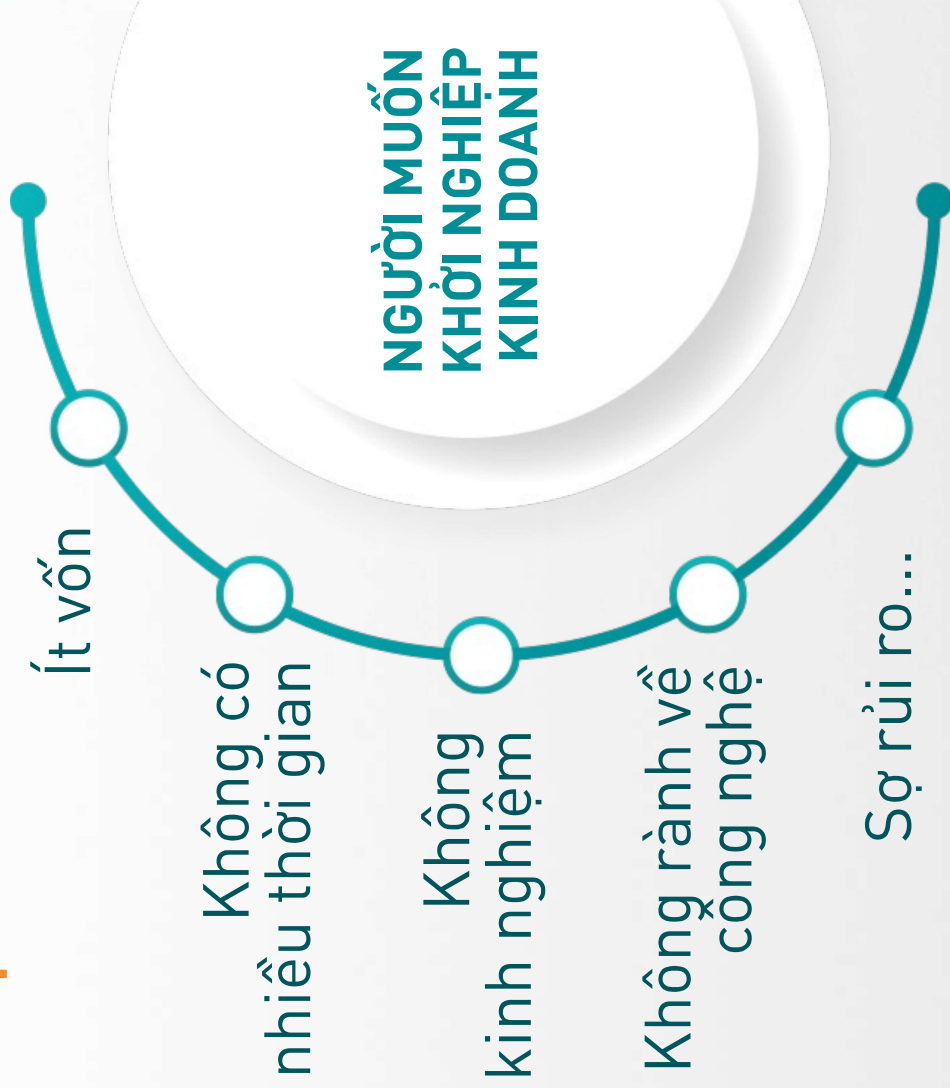 NGƯỜI MUỐN
KHỞI NGHIỆP
KINH DOANH
Ít vốn
Không có
nhiều thời gian
Không
kinh nghiệm
Không rành về
công nghệ
Sợ rủi ro...